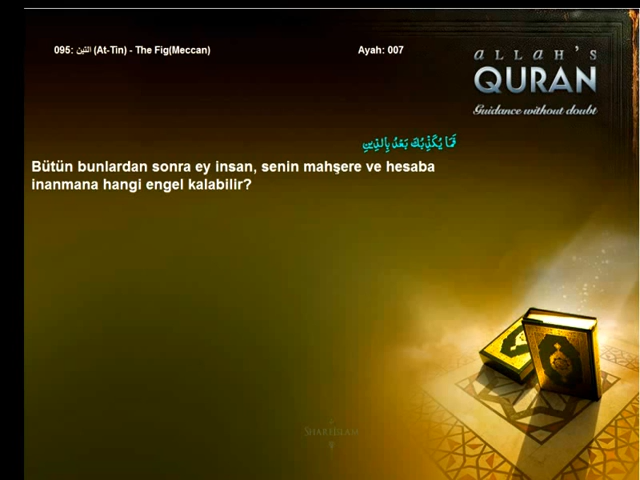 095: التين (At-Tin) - The Fig(Meccan) Ayah: 007
ALLAH'S
QURAN
Guidance without doubt
فَمَا يُكَذِّبُكَ بَعْدُ بِالدِّينِ
Bütün bunlardan sonra ey insan, senin mahşere ve hesaba
inanmana hangi engel kalabilir?
SHAREISLAM